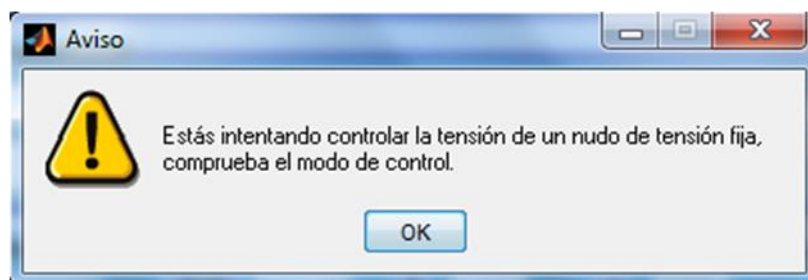 Aviso
Estás intentando controlar la tensión de un nudo de tensión fija,
comprueba el modo de control.
OK